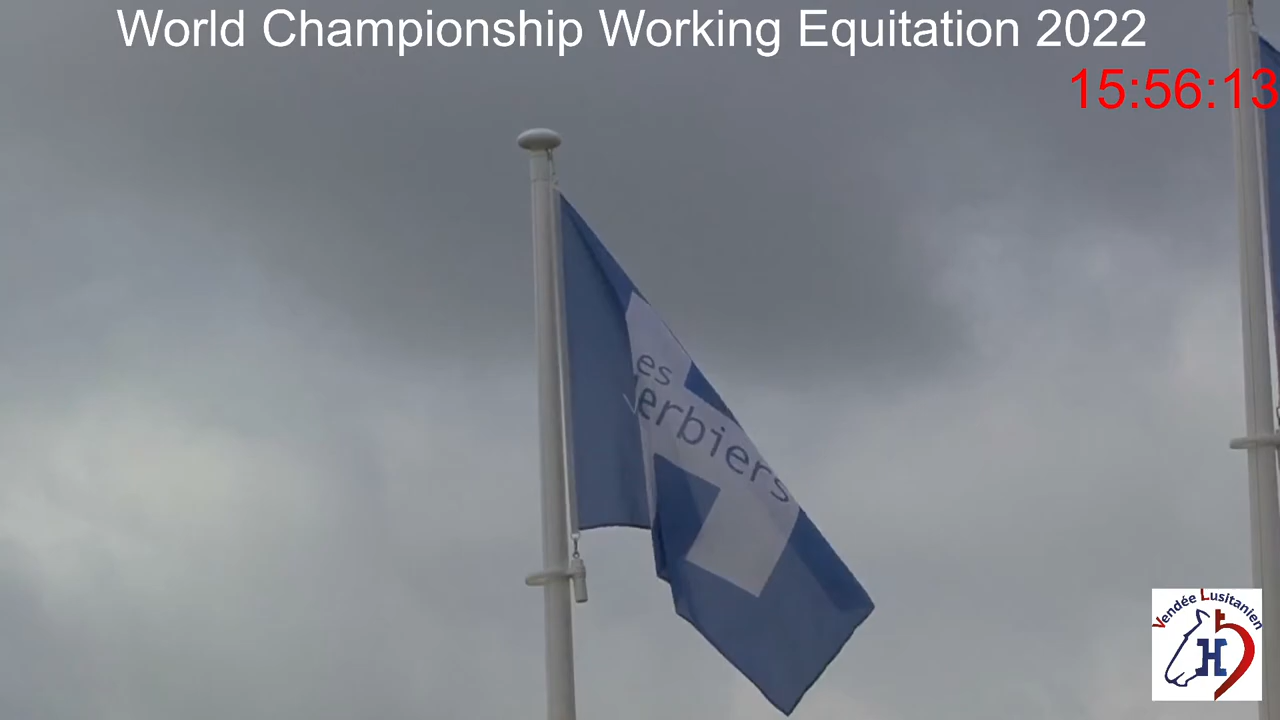 World Championship Working Equitation 2022
15:56:13
es
erbiers
Vendée Lusitanien
H